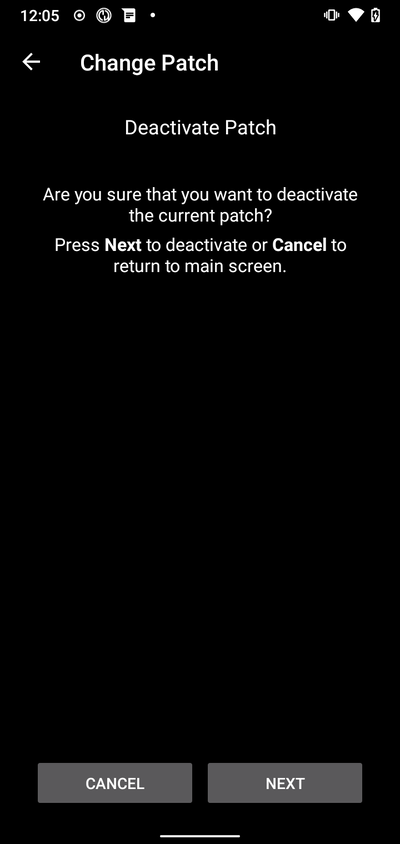 12:05
Change Patch
Deactivate Patch
Are you sure that you want to deactivate
the current patch?
Press Next to deactivate or Cancel to
return to main screen.
CANCEL
NEXT